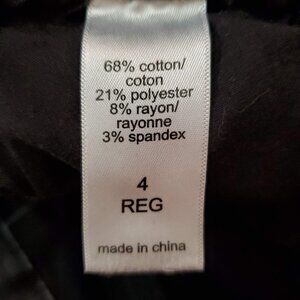 68% cotton/
coton
21% polyester
8% rayon/
rayonne
3% spandex
4
REG
made in china